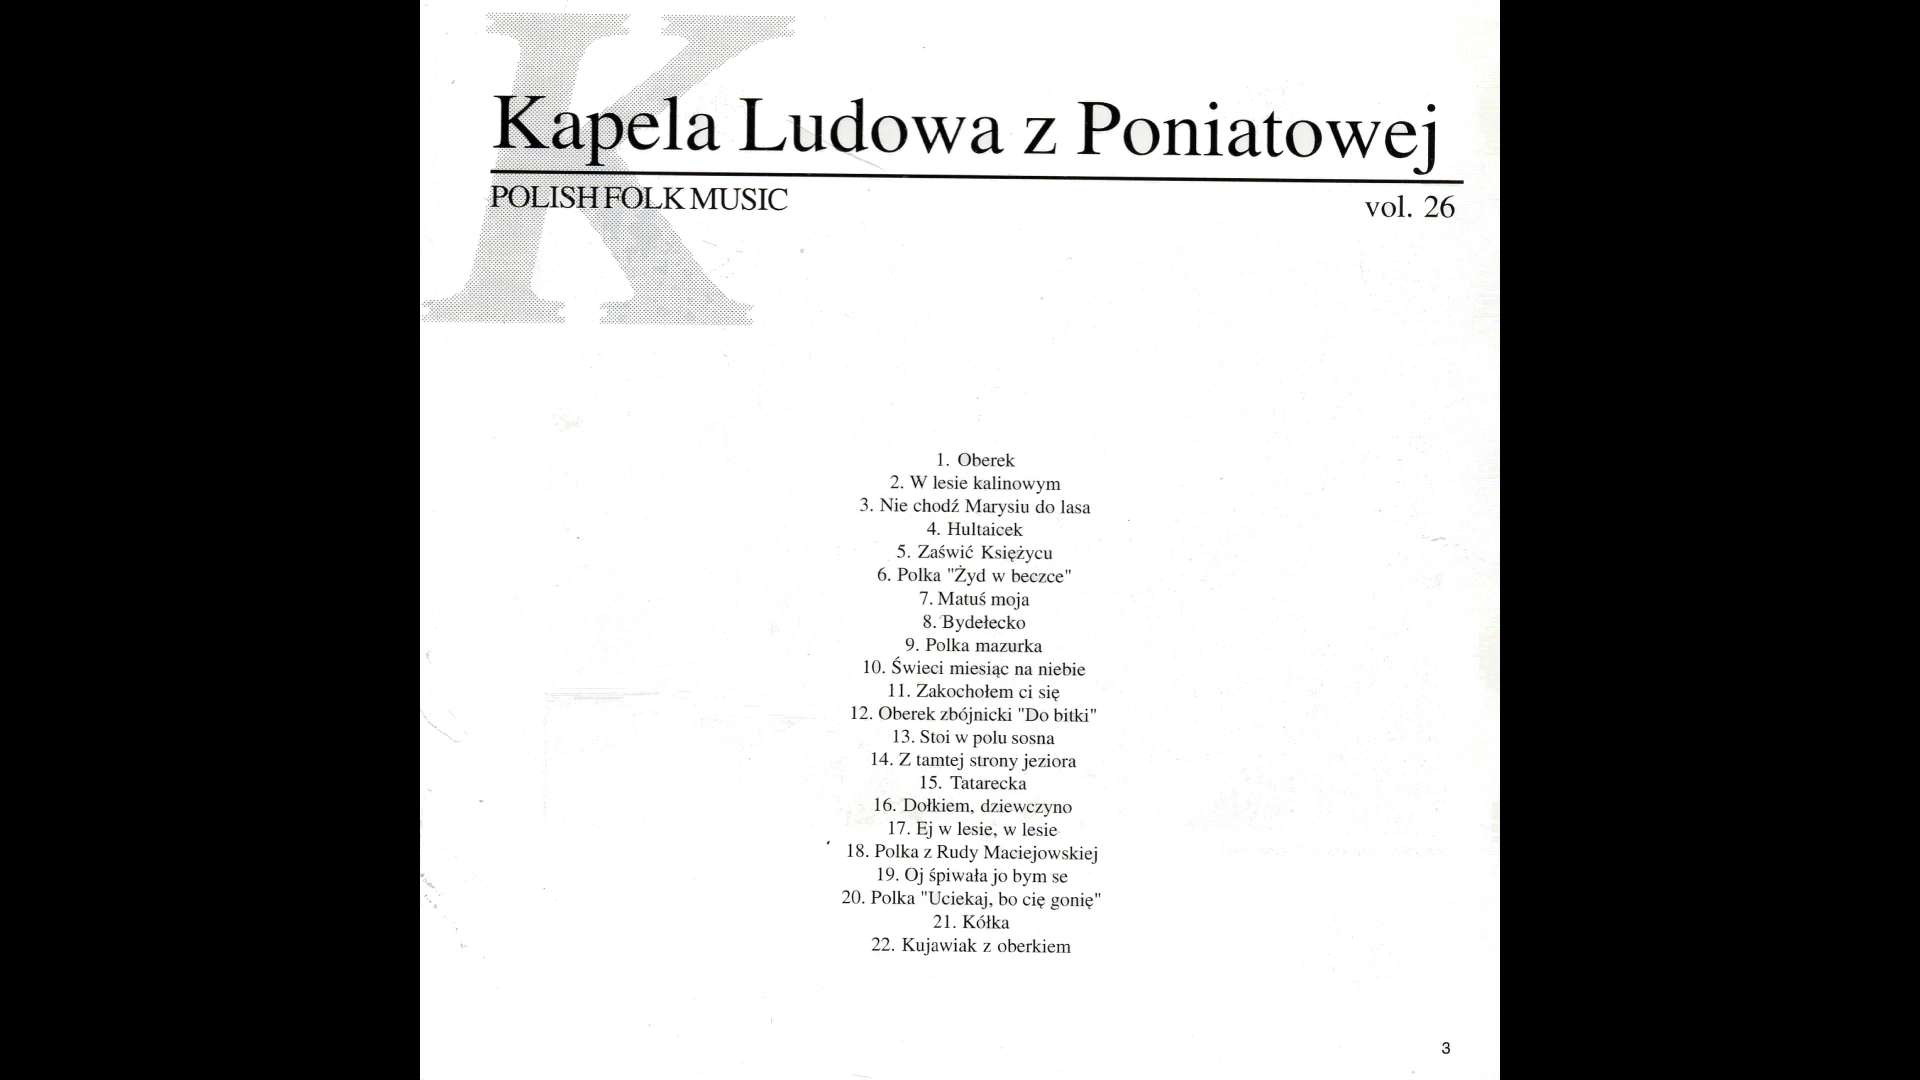 K
Kapela Ludowa z Poniatowej
POLISH FOLK MUSIC
vol. 26
1. Oberek
2. W lesie kalinowym
3. Nie chodź Marysiu do lasa
4. Hultaicek
5. Zaświć Księżycu
6. Polka "Żyd w beczce"
7. Matuś moja
8. Bydełecko
9. Polka mazurka
10. Świeci miesiąc na niebie
11. Zakochołem ci się
12. Oberek zbójnicki "Do bitki"
13. Stoi w polu sosna
14. Z tamtej strony jeziora
15. Tatarecka
16. Dołkiem, dziewczyno
17. Ej w lesie, w lesie
18. Polka z Rudy Maciejowskiej
19. Oj śpiwała jo bym se
20. Polka "Uciekaj, bo cię gonię"
21. Kółka
22. Kujawiak z oberkiem
3